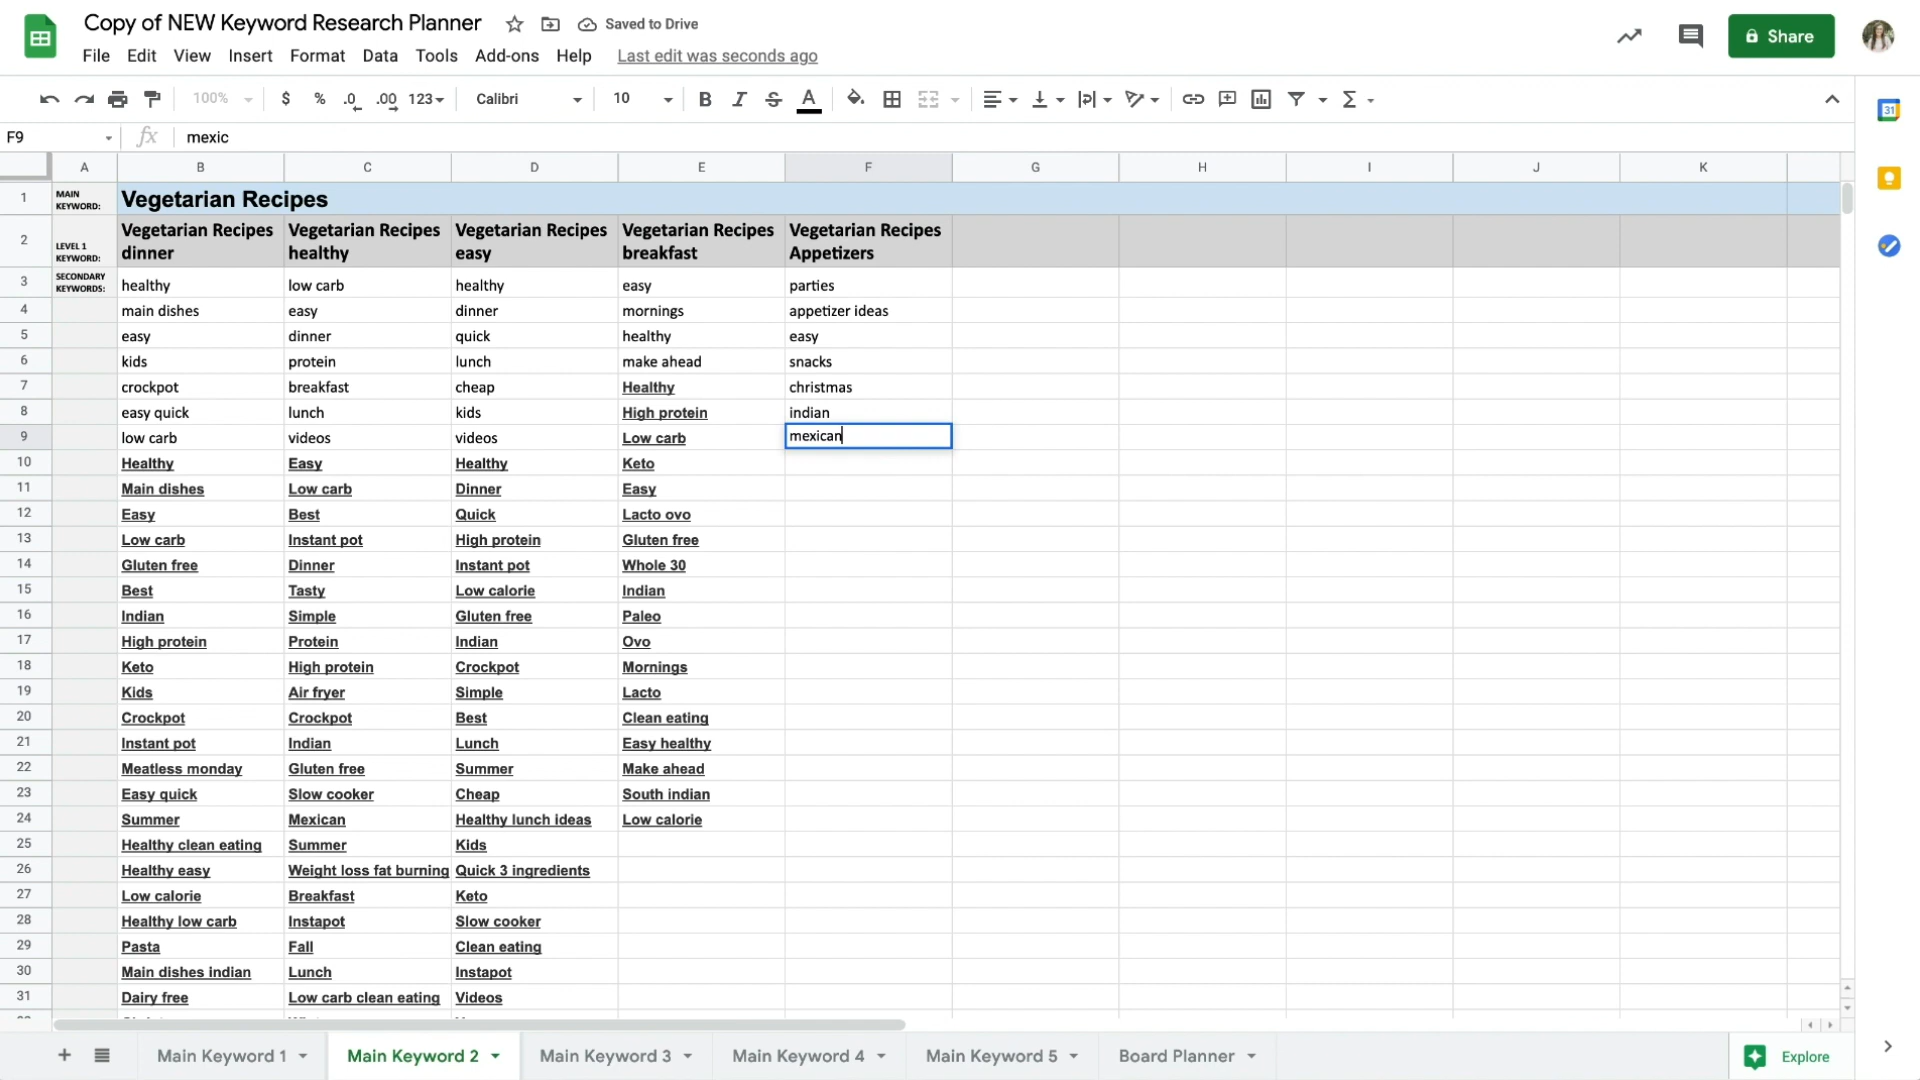 Copy of NEW Keyword Research Planner Saved to Drive
File Edit View Insert Format Data Tools Add-ons Help Last edit was seconds ago
Share
100% $ % .0 .00 123 Calibri 10 B I S A
31
F9 fx mexic
A B C D E F G H I J K
1 MAIN KEYWORD: Vegetarian Recipes
2 LEVEL 1 KEYWORD: Vegetarian Recipes dinner Vegetarian Recipes healthy Vegetarian Recipes easy Vegetarian Recipes breakfast Vegetarian Recipes Appetizers
3 SECONDARY KEYWORDS: healthy low carb healthy easy parties
4 main dishes easy dinner mornings appetizer ideas
5 easy dinner quick healthy easy
6 kids protein lunch make ahead snacks
7 crockpot breakfast cheap Healthy christmas
8 easy quick lunch kids High protein indian
9 low carb videos videos Low carb mexican
10 Healthy Easy Healthy Keto
11 Main dishes Low carb Dinner Easy
12 Easy Best Quick Lacto ovo
13 Low carb Instant pot High protein Gluten free
14 Gluten free Dinner Instant pot Whole 30
15 Best Tasty Low calorie Indian
16 Indian Simple Gluten free Paleo
17 High protein Protein Indian Ovo
18 Keto High protein Crockpot Mornings
19 Kids Air fryer Simple Lacto
20 Crockpot Crockpot Best Clean eating
21 Instant pot Indian Lunch Easy healthy
22 Meatless monday Gluten free Summer Make ahead
23 Easy quick Slow cooker Cheap South indian
24 Summer Mexican Healthy lunch ideas Low calorie
25 Healthy clean eating Summer Kids
26 Healthy easy Weight loss fat burning Quick 3 ingredients
27 Low calorie Breakfast Keto
28 Healthy low carb Instapot Slow cooker
29 Pasta Fall Clean eating
30 Main dishes indian Lunch Instapot
31 Dairy free Low carb clean eating Videos
Main Keyword 1 Main Keyword 2 Main Keyword 3 Main Keyword 4 Main Keyword 5 Board Planner Explore